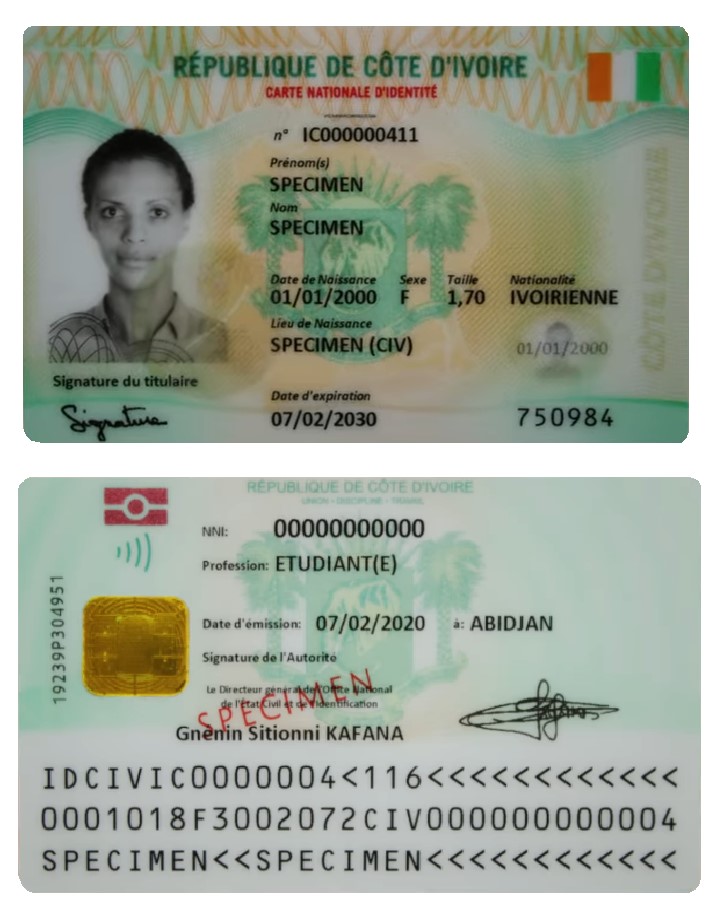 RÉPUBLIQUE DE CÔTE D'IVOIRE
CARTE NATIONALE D'IDENTITÉ
n° IC000000411
Prénom(s)
SPECIMEN
Nom
SPECIMEN
Date de Naissance Sexe Taille Nationalité
01/01/2000 F 1,70 IVOIRIENNE
Lieu de Naissance
SPECIMEN (CIV)
01/01/2000
CÔTE D'IVOIRE
Signature du titulaire
Signature
Date d'expiration
07/02/2030
750984
RÉPUBLIQUE DE CÔTE D'IVOIRE
UNION - DISCIPLINE - TRAVAIL
NNI: 00000000000
Profession: ETUDIANT(E)
19239P304951
Date d'émission: 07/02/2020 à: ABIDJAN
Signature de l'Autorité
Le Directeur général de l'Office National
de l'État Civil et de l'Identification
SPECIMEN
Gnénin Sitionni KAFANA
IDCIVIC0000004<116<<<<<<<<<<<<
0001018F3002072CIV000000000004
SPECIMEN<<SPECIMEN<<<<<<<<<<<<